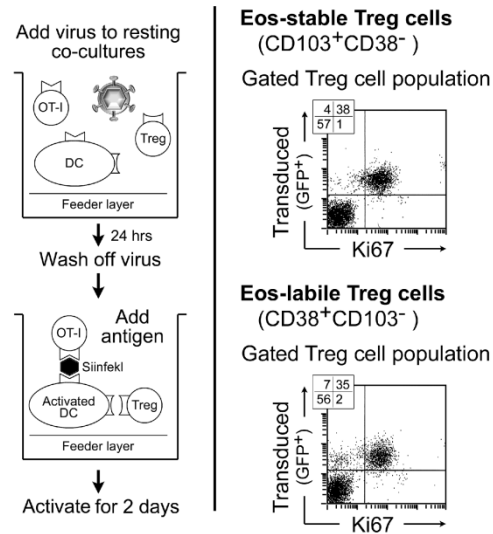 Add virus to resting
co-cultures
OT-I
Treg
DC
Feeder layer
24 hrs
Wash off virus
Add
antigen
OT-I
Siinfekl
Activated
DC
Treg
Feeder layer
Activate for 2 days
Eos-stable Treg cells
(CD103⁺CD38⁻ )
Gated Treg cell population
4 38
57 1
Transduced
(GFP⁺)
Ki67
Eos-labile Treg cells
(CD38⁺CD103⁻ )
Gated Treg cell population
7 35
56 2
Transduced
(GFP⁺)
Ki67